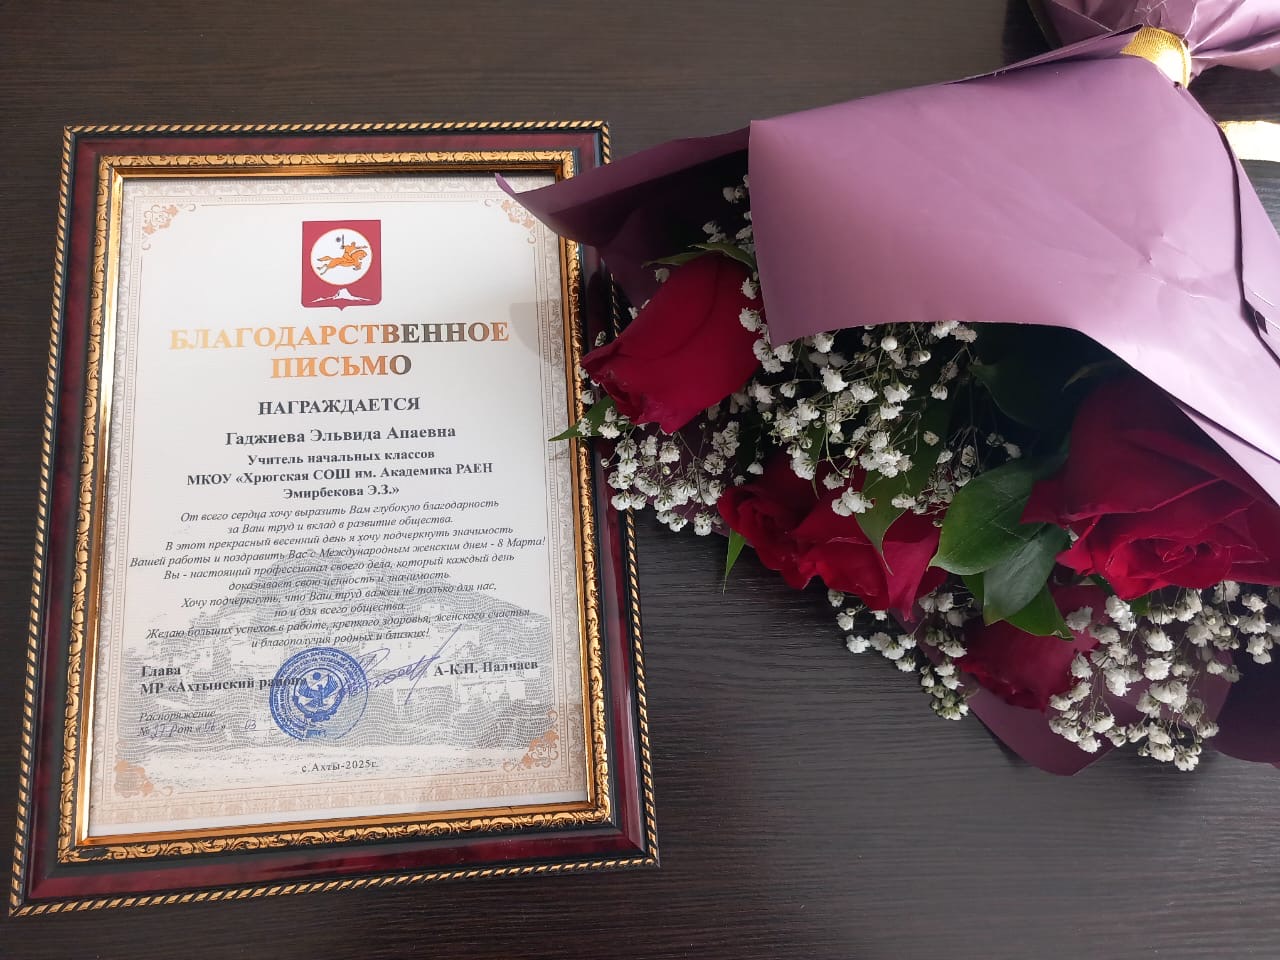 БЛАГОДАРСТВЕННОЕ
ПИСЬМО
НАГРАЖДАЕТСЯ
Гаджиева Эльвида Апаевна
Учитель начальных классов
МКОУ «Хрюгская СОШ им. Академика РАЕН
Эмирбекова Э.З.»
От всего сердца хочу выразить Вам глубокую благодарность
за Ваш труд и вклад в развитие общества.
В этот прекрасный весенний день я хочу подчеркнуть значимость
Вашей работы и поздравить Вас с Международным женским днем - 8 Марта!
Вы - настоящий профессионал своего дела, который каждый день
доказывает свою ценность и значимость.
Хочу подчеркнуть, что Ваш труд важен не только для нас,
но и для всего общества.
Желаю больших успехов в работе, крепкого здоровья, женского счастья
и благополучия родных и близких!
Глава
МР «Ахтынский район» А-К.Н. Палчаев
Распоряжение
№ от « 06 » 03
с.Ахты-2025г.